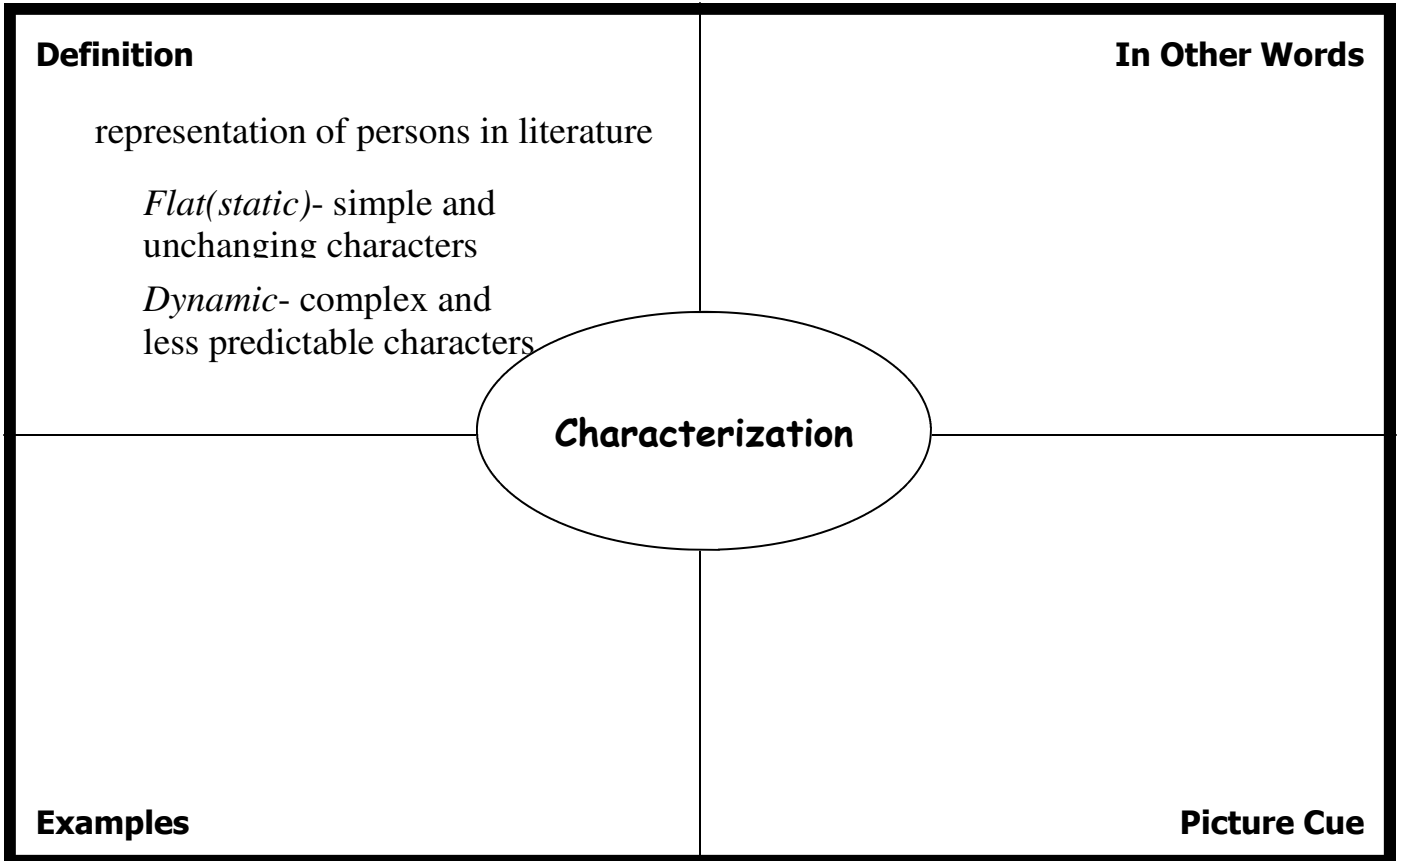 Definition
In Other Words
representation of persons in literature
Flat(static)- simple and
unchanging characters
Dynamic- complex and
less predictable characters
Characterization
Examples
Picture Cue